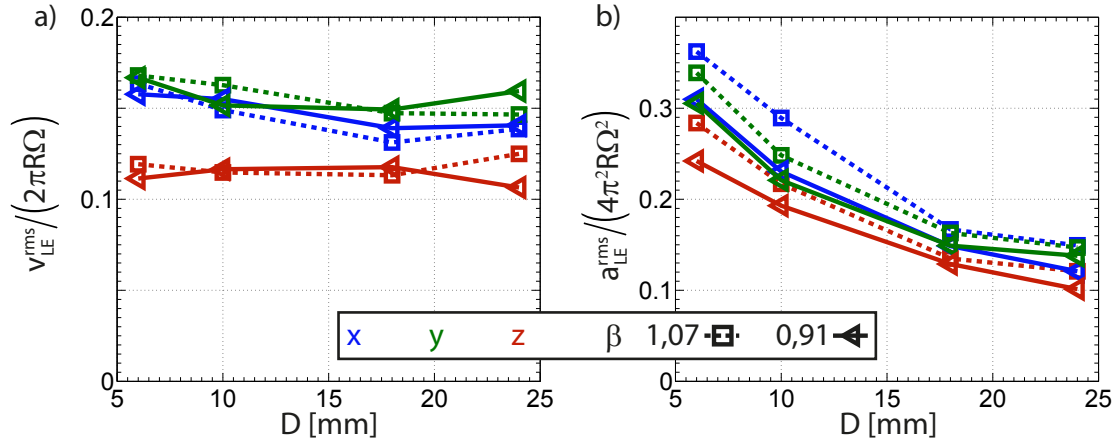 a)
0.2
0.1
0
5 10 15 20 25
D [mm]
v_LE^rms/(2πRΩ)
b)
0.3
0.2
0.1
0
5 10 15 20 25
D [mm]
a_LE^rms/(4π²RΩ²)
x y z β 1,07 0,91